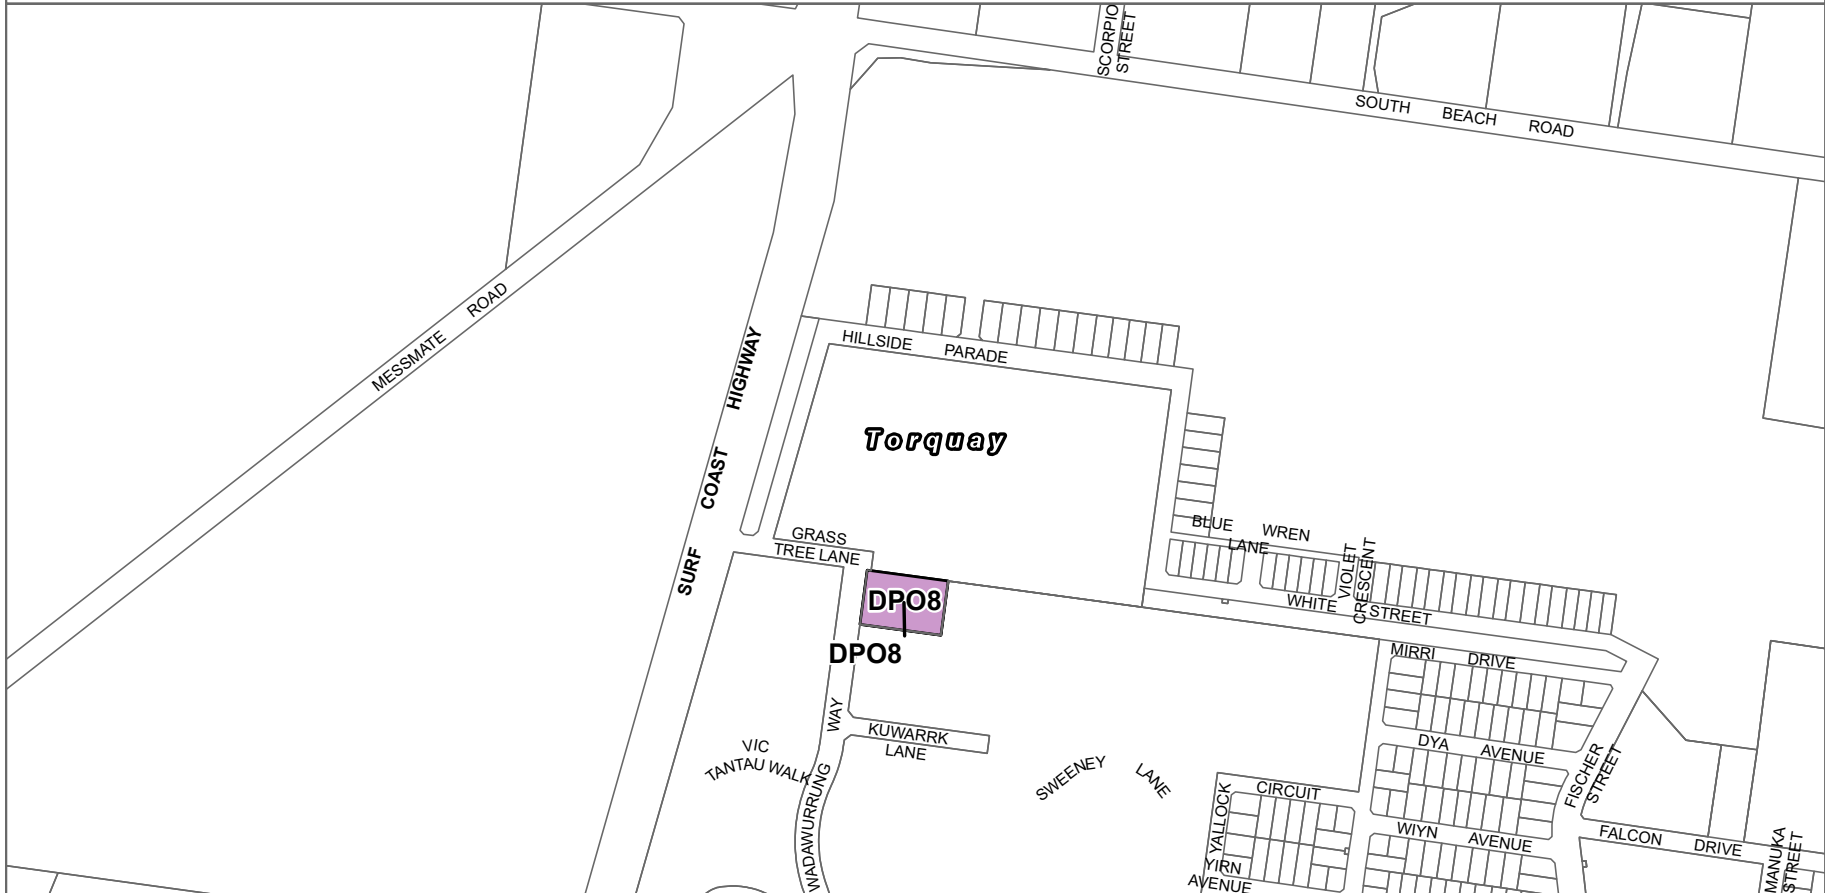 SCORPIO
STREET
SOUTH BEACH ROAD
MESSMATE ROAD
SURF COAST HIGHWAY
HILLSIDE PARADE
Torquay
GRASS
TREE LANE
BLUE WREN
LANE
VIOLET
CRESCENT
WHITE STREET
DPO8
DPO8
MIRRI DRIVE
WADAWURRUNG WAY
KUWARRK
LANE
VIC
TANTAU WALK
SWEENEY LANE
DYA AVENUE
FISCHER
STREET
YALLOCK CIRCUIT
WIYN AVENUE
FALCON DRIVE
MANUKA
STREET
YIRN
AVENUE